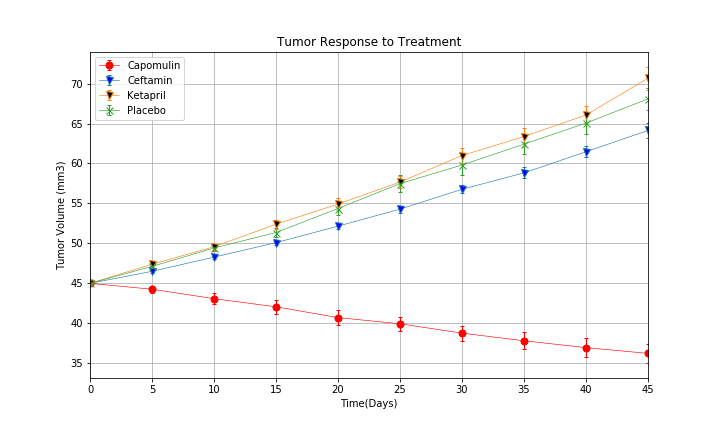 Tumor Response to Treatment
Capomulin
Ceftamin
Ketapril
Placebo
Tumor Volume (mm3)
70
65
60
55
50
45
40
35
0 5 10 15 20 25 30 35 40 45
Time(Days)